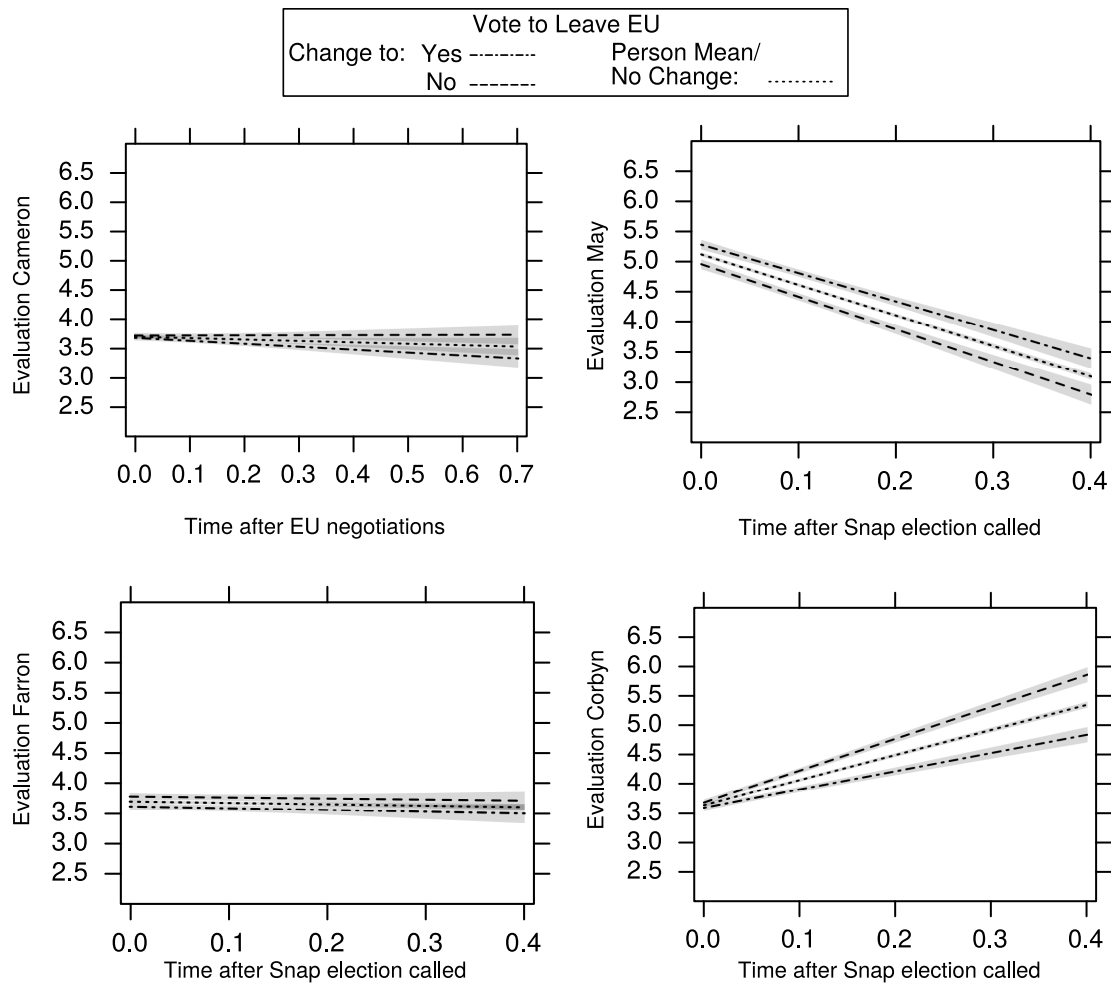 Vote to Leave EU
Change to: Yes Person Mean/
No No Change:
Evaluation Cameron
6.5
6.0
5.5
5.0
4.5
4.0
3.5
3.0
2.5
0.0 0.1 0.2 0.3 0.4 0.5 0.6 0.7
Time after EU negotiations
Evaluation May
6.5
6.0
5.5
5.0
4.5
4.0
3.5
3.0
2.5
0.0 0.1 0.2 0.3 0.4
Time after Snap election called
Evaluation Farron
6.5
6.0
5.5
5.0
4.5
4.0
3.5
3.0
2.5
0.0 0.1 0.2 0.3 0.4
Time after Snap election called
Evaluation Corbyn
6.5
6.0
5.5
5.0
4.5
4.0
3.5
3.0
2.5
0.0 0.1 0.2 0.3 0.4
Time after Snap election called